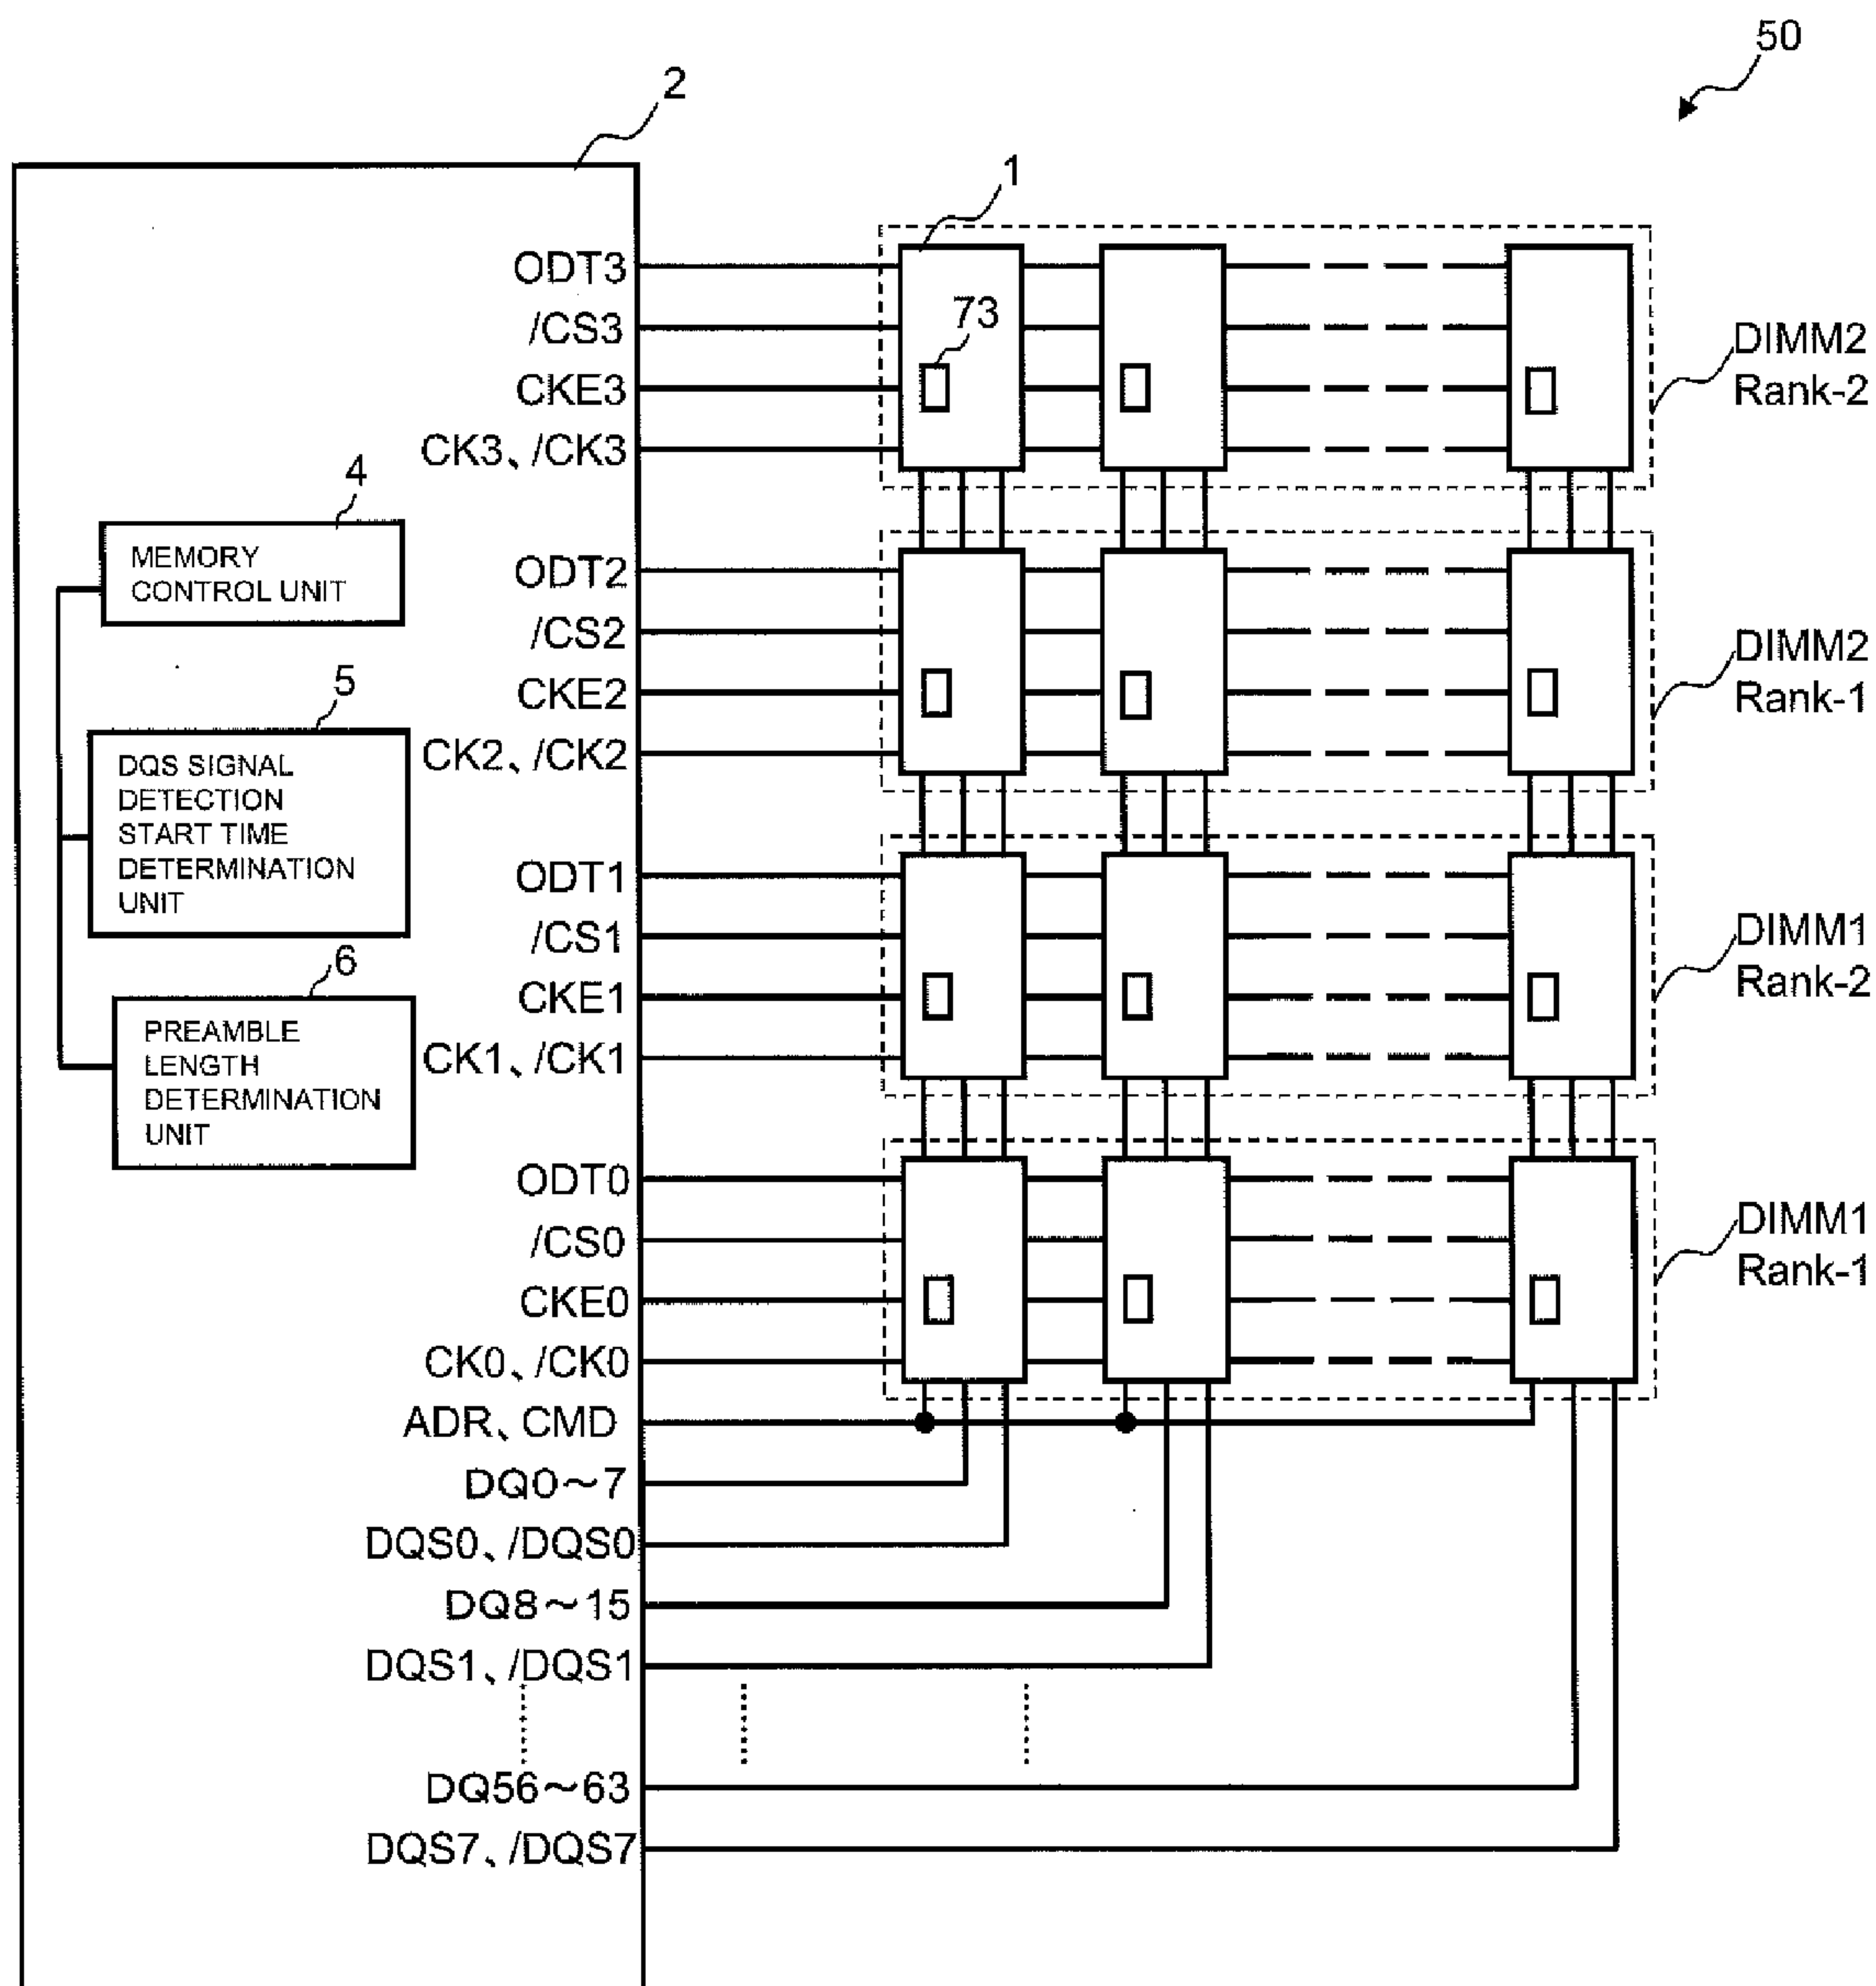 50
2
1
ODT3
/CS3
73
CKE3
CK3、/CK3
DIMM2
Rank-2
4
MEMORY
CONTROL UNIT
ODT2
/CS2
CKE2
CK2、/CK2
DIMM2
Rank-1
5
DQS SIGNAL
DETECTION
START TIME
DETERMINATION
UNIT
ODT1
/CS1
CKE1
CK1、/CK1
DIMM1
Rank-2
6
PREAMBLE
LENGTH
DETERMINATION
UNIT
ODT0
/CS0
CKE0
CK0、/CK0
DIMM1
Rank-1
ADR、CMD
DQ0～7
DQS0、/DQS0
DQ8～15
DQS1、/DQS1
DQ56～63
DQS7、/DQS7